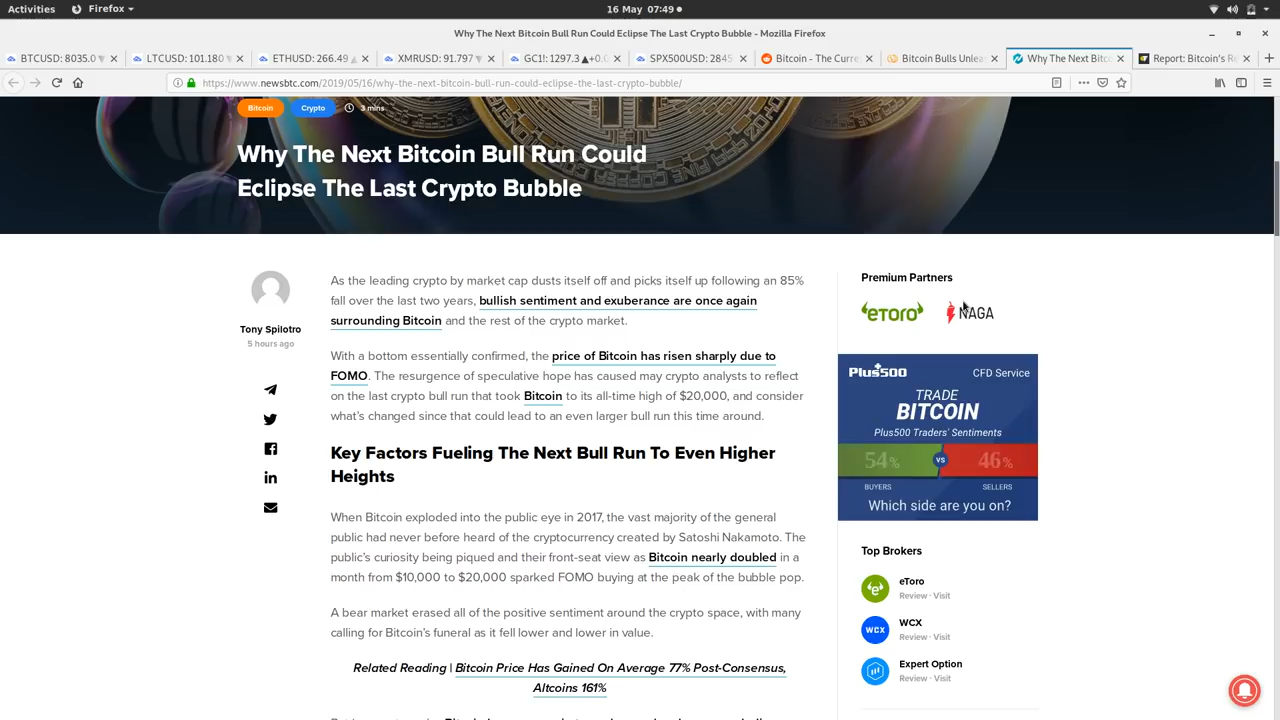 Activities
Firefox
16 May 07:49
Why The Next Bitcoin Bull Run Could Eclipse The Last Crypto Bubble - Mozilla Firefox
BTCUSD: 8035.0
LTCUSD: 101.180
ETHUSD: 266.49
XMRUSD: 91.797
GC1!: 1297.3 ▲+0.
SPX500USD: 2845
Bitcoin - The Curre
Bitcoin Bulls Unlea
Why The Next Bitc
Report: Bitcoin's R
https://www.newsbtc.com/2019/05/16/why-the-next-bitcoin-bull-run-could-eclipse-the-last-crypto-bubble/
Bitcoin
Crypto
3 mins
Why The Next Bitcoin Bull Run Could
Eclipse The Last Crypto Bubble
Tony Spilotro
5 hours ago
As the leading crypto by market cap dusts itself off and picks itself up following an 85%
fall over the last two years, bullish sentiment and exuberance are once again
surrounding Bitcoin and the rest of the crypto market.
With a bottom essentially confirmed, the price of Bitcoin has risen sharply due to
FOMO. The resurgence of speculative hope has caused may crypto analysts to reflect
on the last crypto bull run that took Bitcoin to its all-time high of $20,000, and consider
what's changed since that could lead to an even larger bull run this time around.
Key Factors Fueling The Next Bull Run To Even Higher
Heights
When Bitcoin exploded into the public eye in 2017, the vast majority of the general
public had never before heard of the cryptocurrency created by Satoshi Nakamoto. The
public's curiosity being piqued and their front-seat view as Bitcoin nearly doubled in a
month from $10,000 to $20,000 sparked FOMO buying at the peak of the bubble pop.
A bear market erased all of the positive sentiment around the crypto space, with many
calling for Bitcoin's funeral as it fell lower and lower in value.
Related Reading | Bitcoin Price Has Gained On Average 77% Post-Consensus,
Altcoins 161%
Premium Partners
eToro
NAGA
Plus500
CFD Service
TRADE
BITCOIN
Plus500 Traders' Sentiments
54%
vs
46%
BUYERS
SELLERS
Which side are you on?
Top Brokers
eToro
Review · Visit
WCX
WCX
Review · Visit
Expert Option
Review · Visit